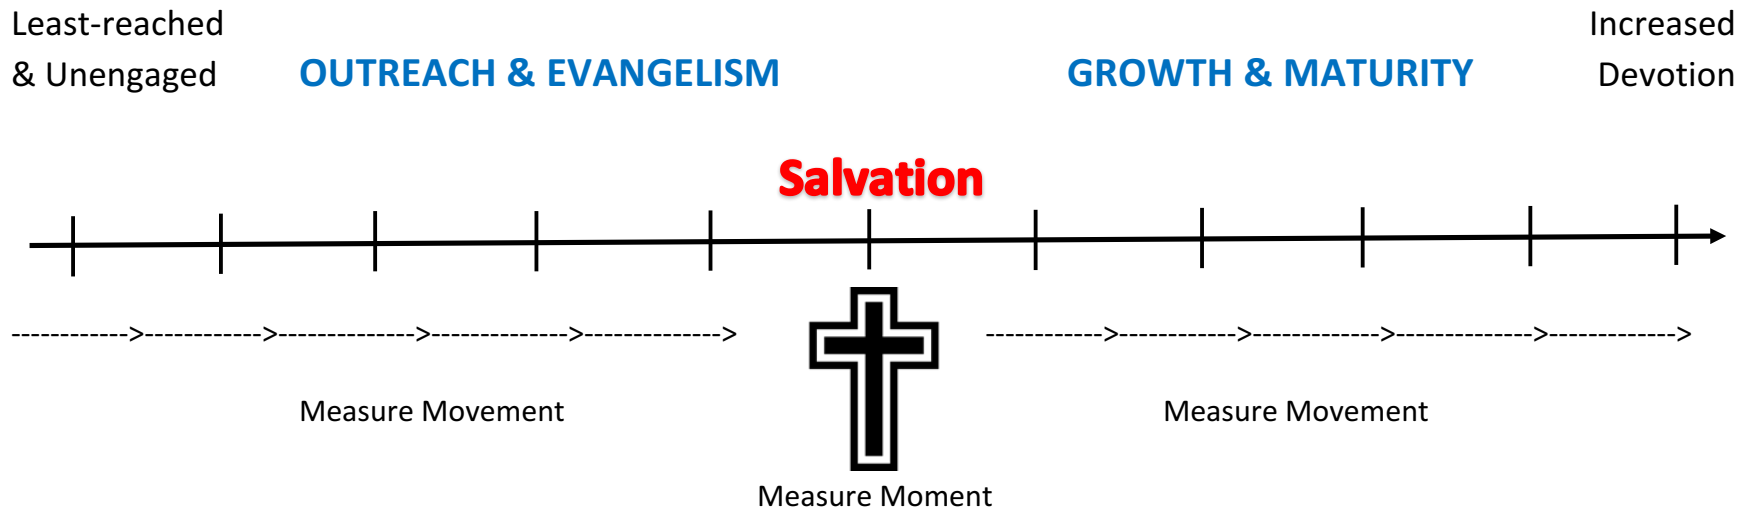 Least-reached
& Unengaged
OUTREACH & EVANGELISM
GROWTH & MATURITY
Increased
Devotion
Salvation
------------>------------>-------------->-------------->-------------->
------------>------------>-------------->-------------->------------->
Measure Movement
Measure Movement
Measure Moment